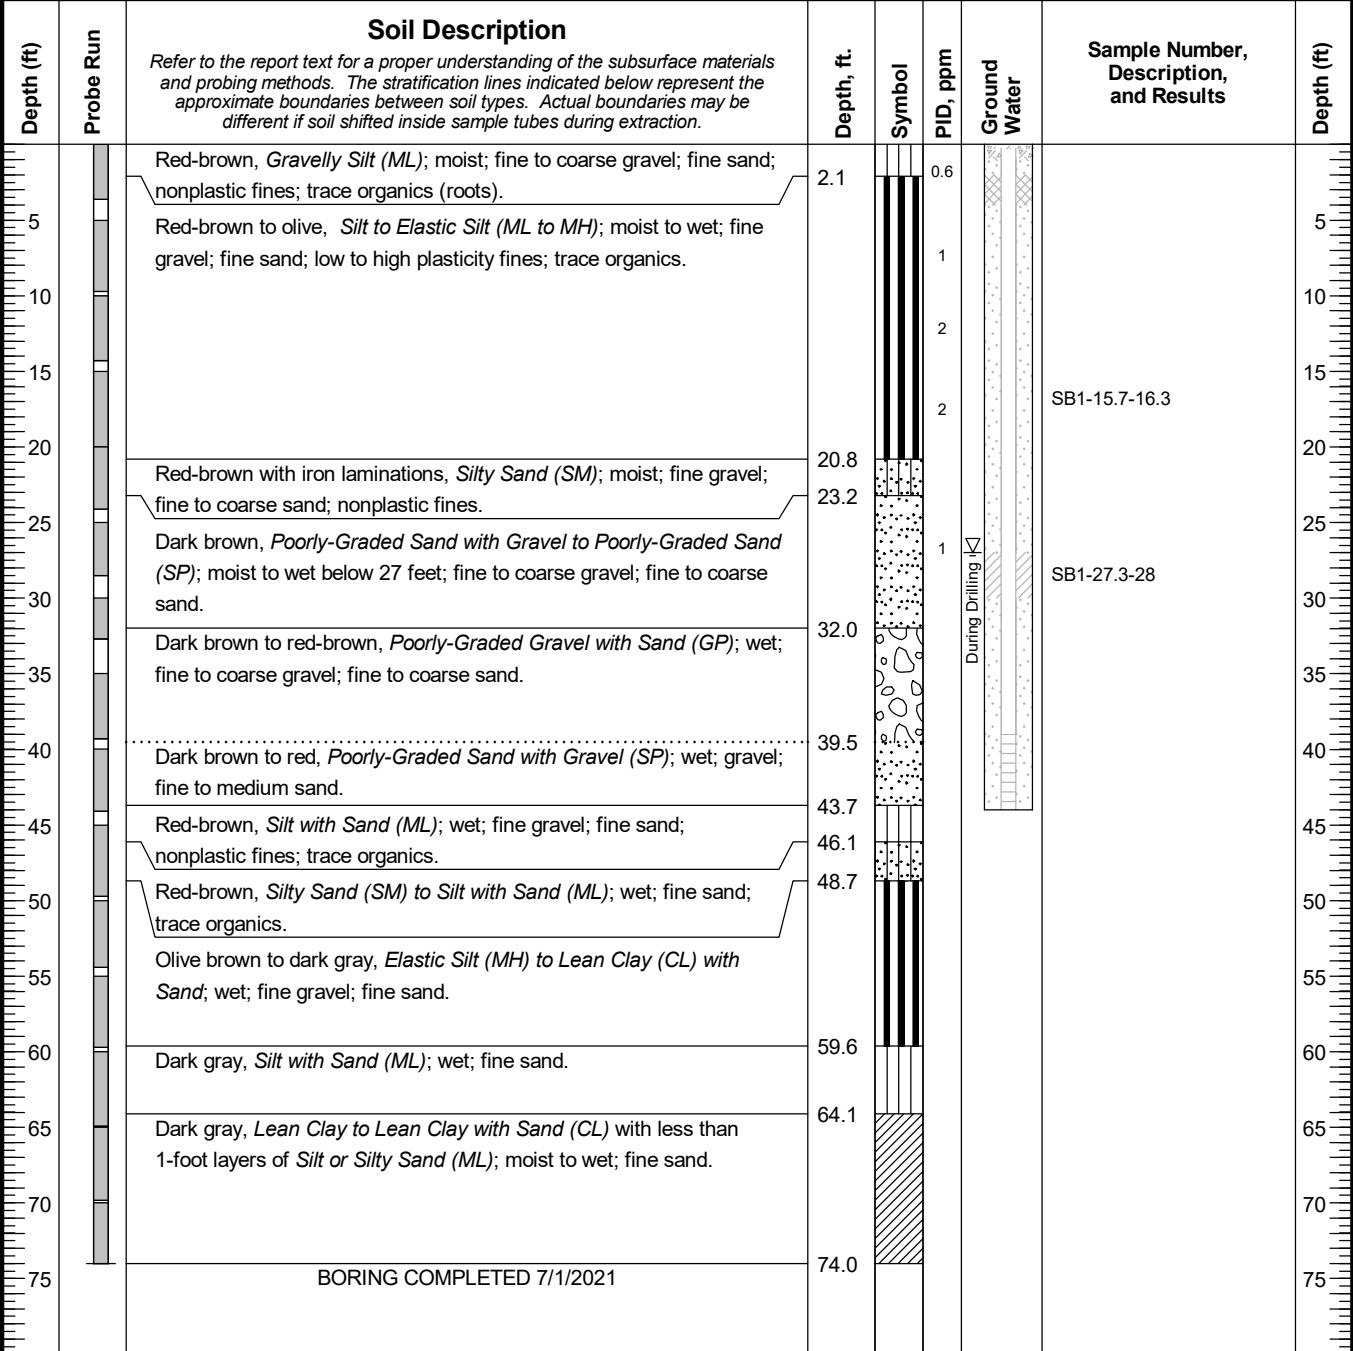 Depth (ft)
Probe Run
Soil Description
Refer to the report text for a proper understanding of the subsurface materials
and probing methods. The stratification lines indicated below represent the
approximate boundaries between soil types. Actual boundaries may be
different if soil shifted inside sample tubes during extraction.
Depth, ft.
Symbol
PID, ppm
Ground
Water
Sample Number,
Description,
and Results
Depth (ft)
Red-brown, Gravelly Silt (ML); moist; fine to coarse gravel; fine sand;
nonplastic fines; trace organics (roots).
2.1
0.6
5
Red-brown to olive, Silt to Elastic Silt (ML to MH); moist to wet; fine
gravel; fine sand; low to high plasticity fines; trace organics.
1
5
10
2
10
15
2
SB1-15.7-16.3
15
20
20.8
20
Red-brown with iron laminations, Silty Sand (SM); moist; fine gravel;
fine to coarse sand; nonplastic fines.
23.2
25
25
Dark brown, Poorly-Graded Sand with Gravel to Poorly-Graded Sand
(SP); moist to wet below 27 feet; fine to coarse gravel; fine to coarse
sand.
1
During Drilling
SB1-27.3-28
30
30
32.0
Dark brown to red-brown, Poorly-Graded Gravel with Sand (GP); wet;
fine to coarse gravel; fine to coarse sand.
35
35
39.5
40
40
Dark brown to red, Poorly-Graded Sand with Gravel (SP); wet; gravel;
fine to medium sand.
43.7
45
45
Red-brown, Silt with Sand (ML); wet; fine gravel; fine sand;
nonplastic fines; trace organics.
46.1
48.7
50
50
Red-brown, Silty Sand (SM) to Silt with Sand (ML); wet; fine sand;
trace organics.
Olive brown to dark gray, Elastic Silt (MH) to Lean Clay (CL) with
Sand; wet; fine gravel; fine sand.
55
55
59.6
60
60
Dark gray, Silt with Sand (ML); wet; fine sand.
64.1
65
65
Dark gray, Lean Clay to Lean Clay with Sand (CL) with less than
1-foot layers of Silt or Silty Sand (ML); moist to wet; fine sand.
70
70
74.0
75
BORING COMPLETED 7/1/2021
75